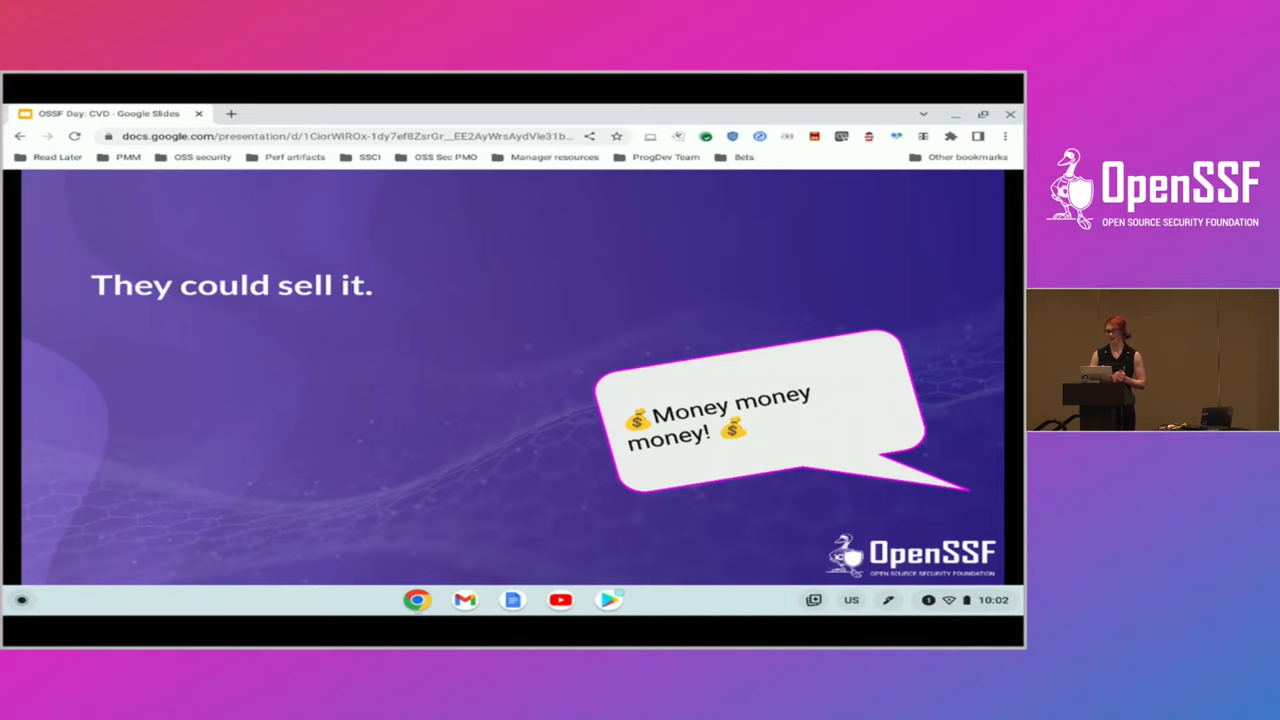 OSSF Day: CVD - Google Slides
docs.google.com/presentation/d/1CiorWIROx-1dy7ef8ZsrGr__EE2AyWrsAydVie31b...
Read Later
PMM
OSS security
Perf artifacts
SSCI
OSS Sec PMO
Manager resources
ProgDev Team
Bets
Other bookmarks
They could sell it.
💰Money money
money! 💰
OpenSSF
OPEN SOURCE SECURITY FOUNDATION
US
1
10:02
OpenSSF
OPEN SOURCE SECURITY FOUNDATION